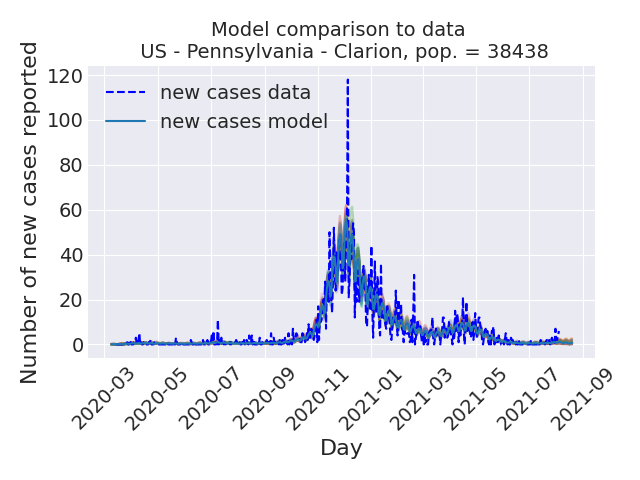 Model comparison to data
US - Pennsylvania - Clarion, pop. = 38438
Number of new cases reported
120
100
80
60
40
20
0
new cases data
new cases model
2020-03
2020-05
2020-07
2020-09
2020-11
2021-01
2021-03
2021-05
2021-07
2021-09
Day